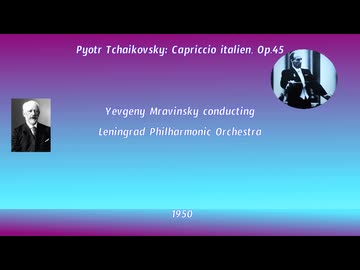 Pyotr Tchaikovsky: Capriccio italien, Op.45
Yevgeny Mravinsky conducting
Leningrad Philharmonic Orchestra
1950